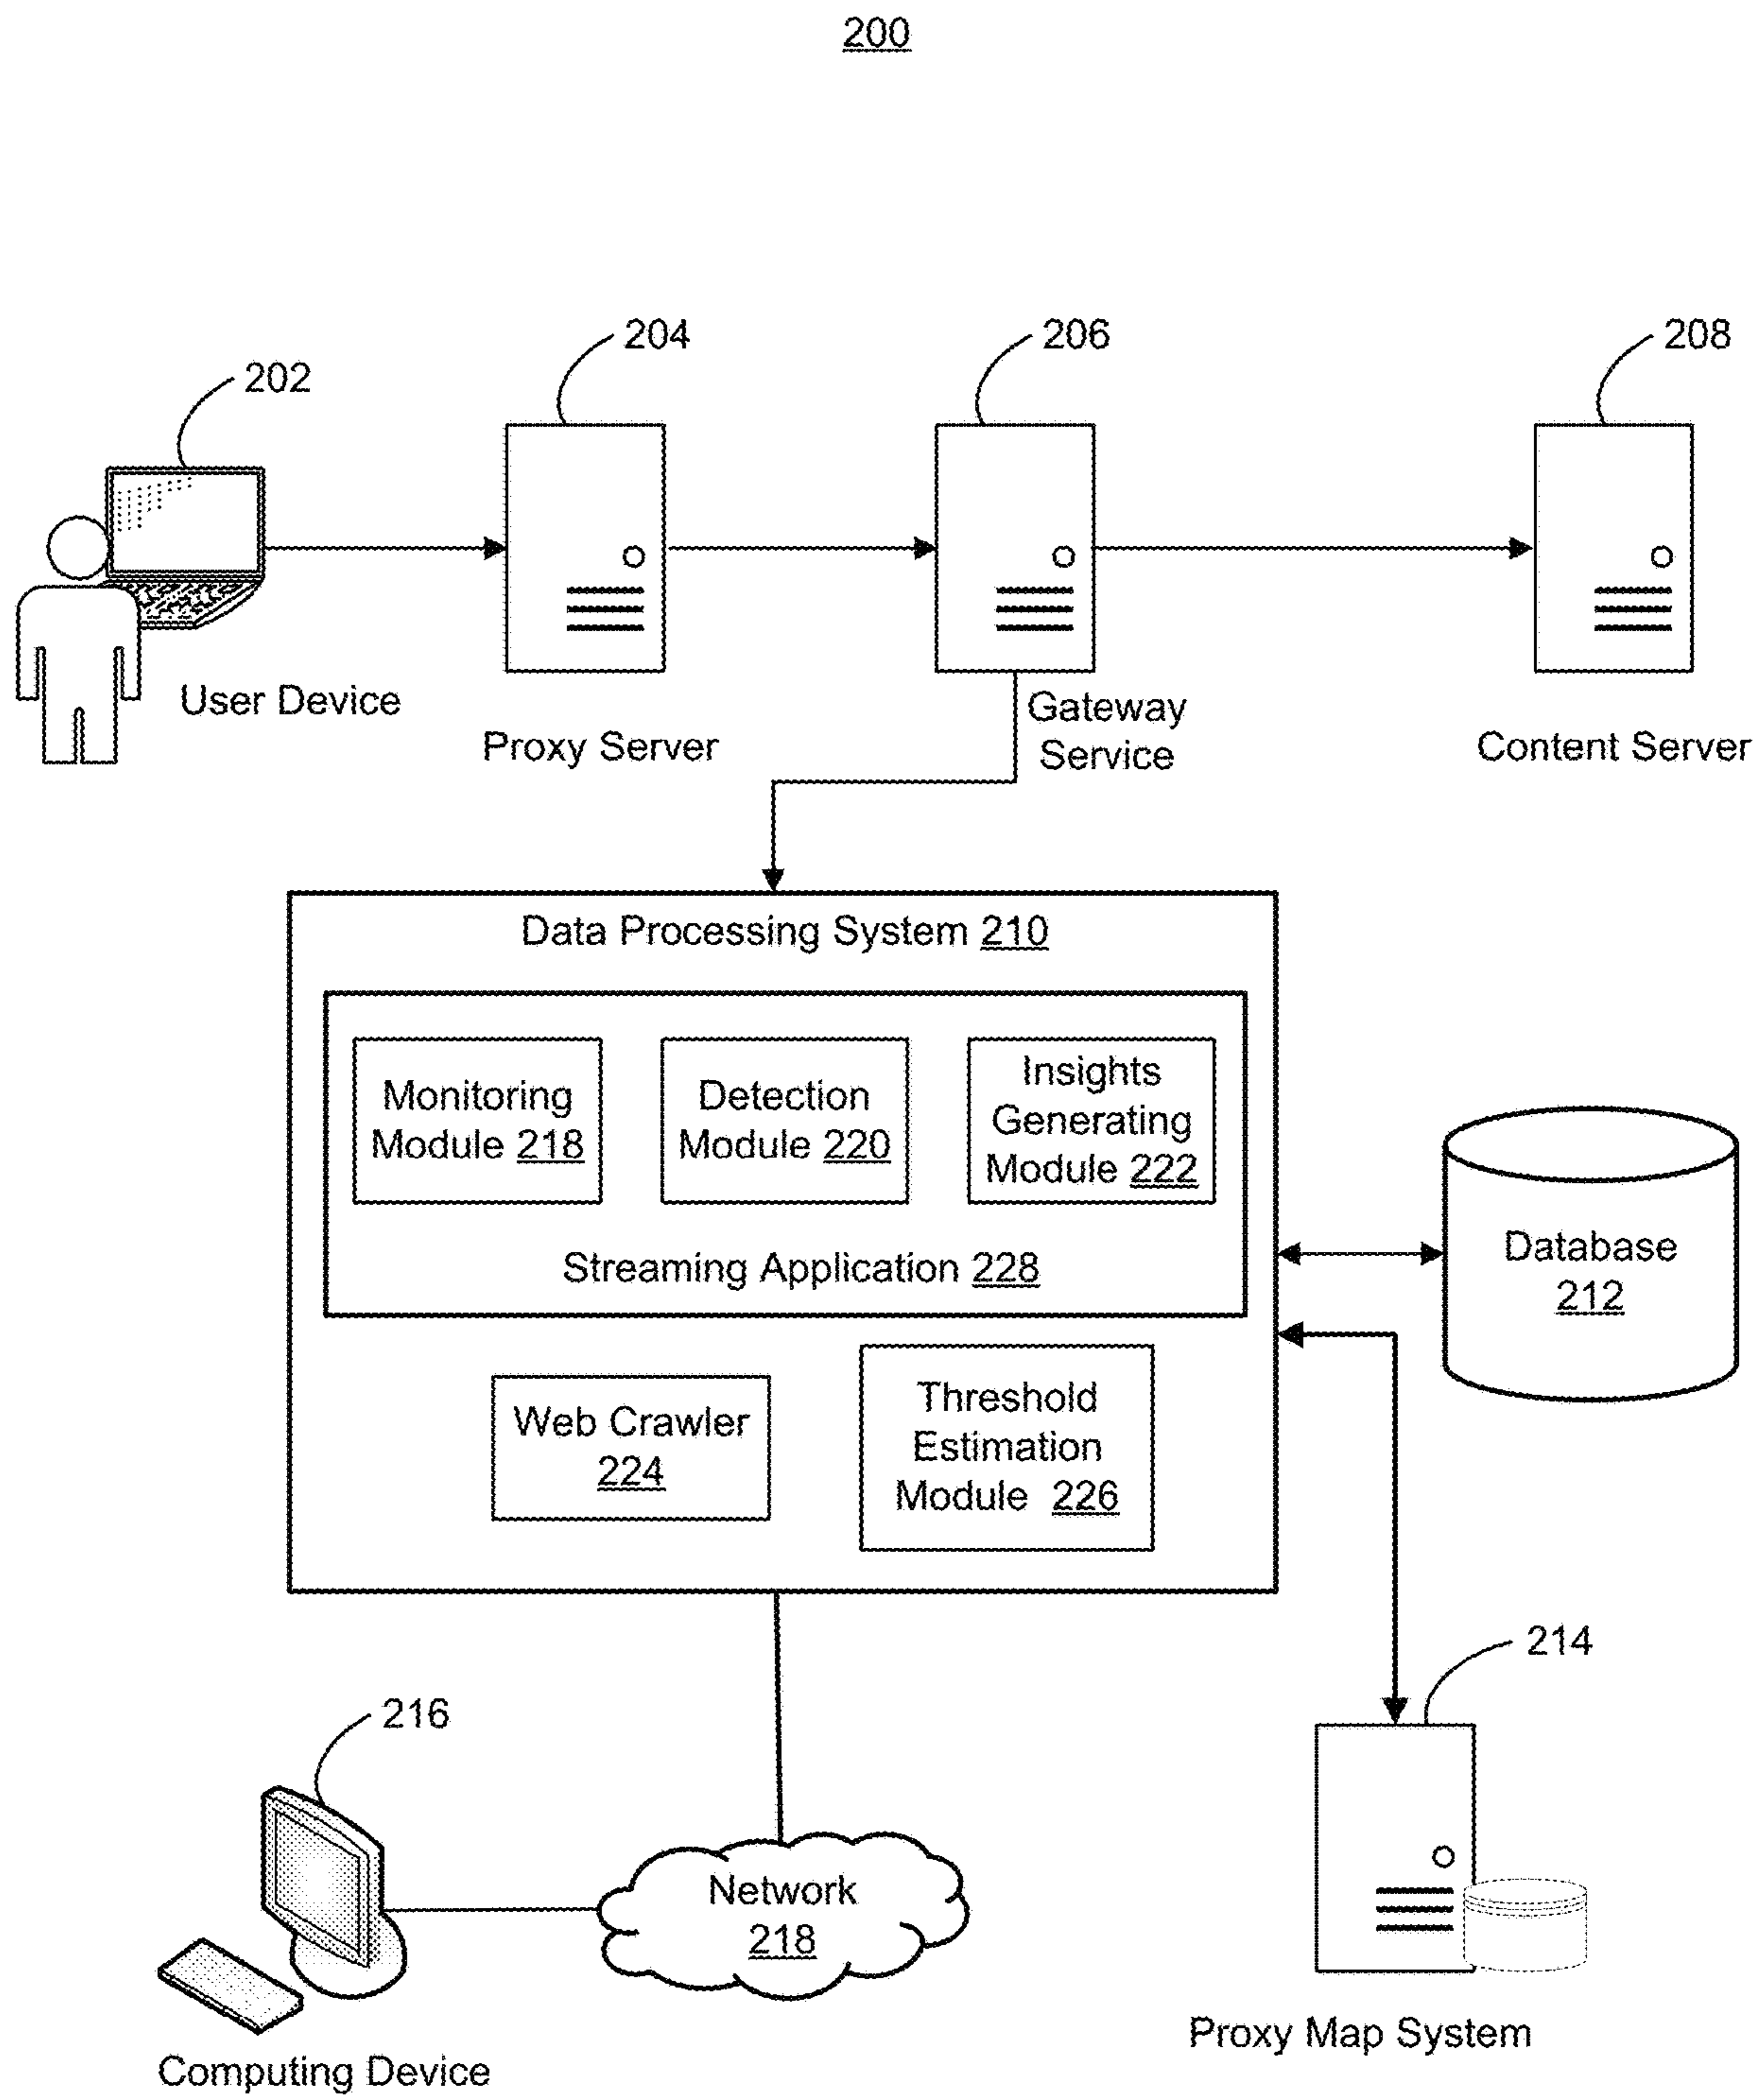 200
202
204
206
208
User Device
Proxy Server
Gateway
Service
Content Server
Data Processing System 210
Monitoring
Module 218
Detection
Module 220
Insights
Generating
Module 222
Streaming Application 228
Database
212
Web Crawler
224
Threshold
Estimation
Module 226
214
216
Network
218
Proxy Map System
Computing Device